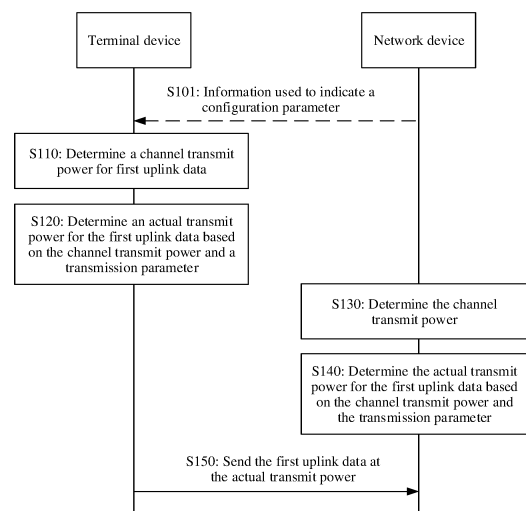 Terminal device
Network device
S101: Information used to indicate a
configuration parameter
S110: Determine a channel transmit
power for first uplink data
S120: Determine an actual transmit
power for the first uplink data based
on the channel transmit power and a
transmission parameter
S130: Determine the channel
transmit power
S140: Determine the actual transmit
power for the first uplink data based
on the channel transmit power and
the transmission parameter
S150: Send the first uplink data at
the actual transmit power